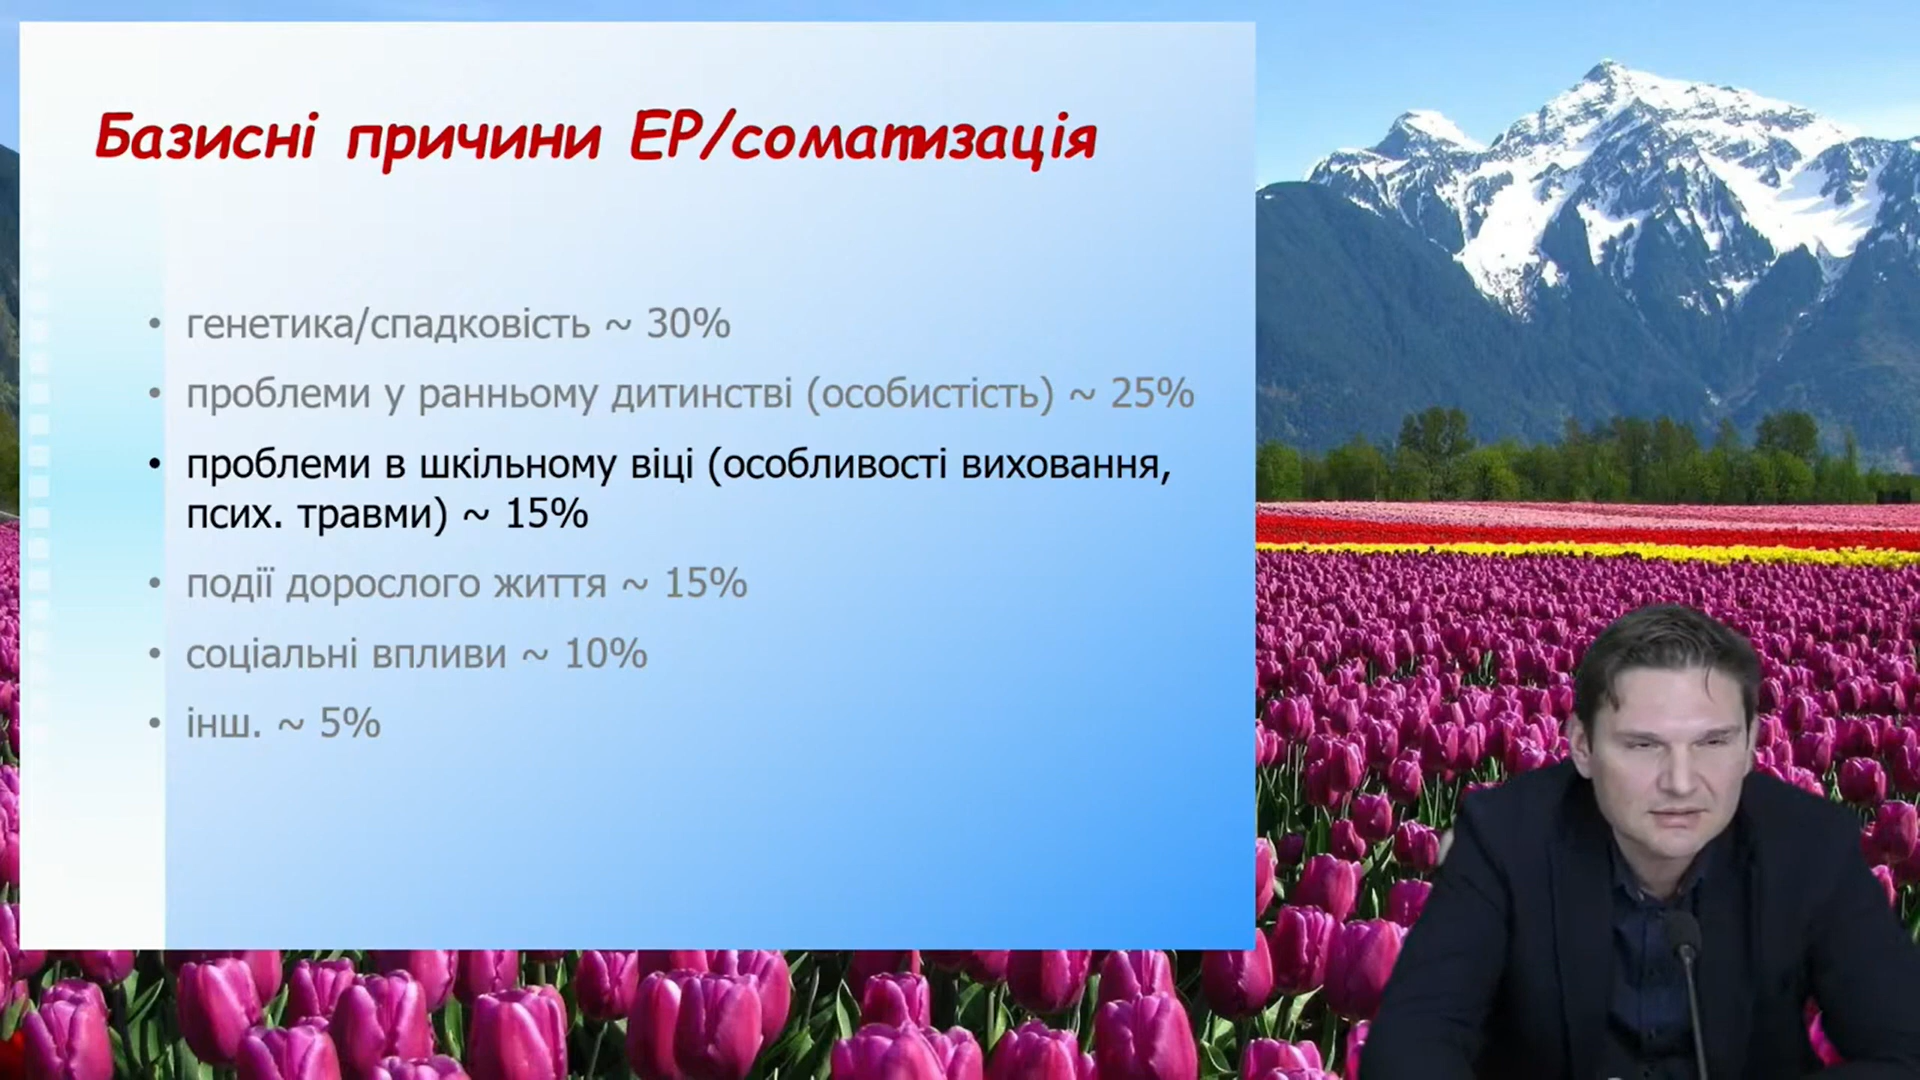 Базисні причини ЕР/соматизація
• генетика/спадковість ~ 30%
• проблеми у ранньому дитинстві (особистість) ~ 25%
• проблеми в шкільному віці (особливості виховання,
псих. травми) ~ 15%
• події дорослого життя ~ 15%
• соціальні впливи ~ 10%
• інш. ~ 5%